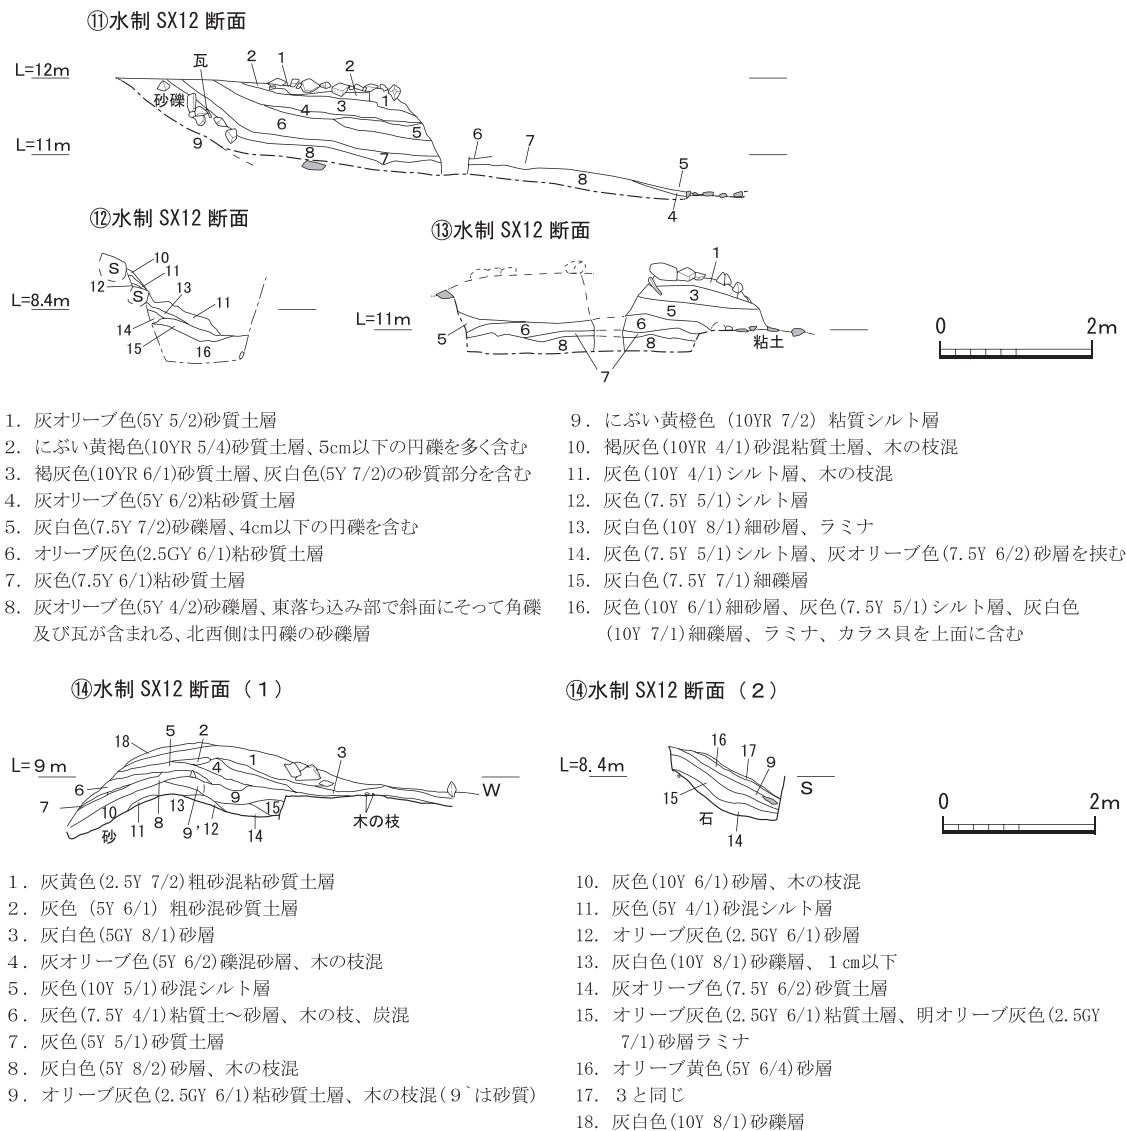 ⑪水制 SX12 断面
L=12m
L=11m
瓦
砂礫
2
1
2
1
3
4
5
6
7
8
9
6
7
8
5
4
⑫水制 SX12 断面
L=8.4m
S
S
10
11
12
13
11
14
15
16
⑬水制 SX12 断面
L=11m
1
3
5
6
8
5
6
8
7
粘土
0 2m
1. 灰オリーブ色(5Y 5/2)砂質土層
2. にぶい黄褐色(10YR 5/4)砂質土層、5cm以下の円礫を多く含む
3. 褐灰色(10YR 6/1)砂質土層、灰白色(5Y 7/2)の砂質部分を含む
4. 灰オリーブ色(5Y 6/2)粘砂質土層
5. 灰白色(7.5Y 7/2)砂礫層、4cm以下の円礫を含む
6. オリーブ灰色(2.5GY 6/1)粘砂質土層
7. 灰色(7.5Y 6/1)粘砂質土層
8. 灰オリーブ色(5Y 4/2)砂礫層、東落ち込み部で斜面にそって角礫
及び瓦が含まれる、北西側は円礫の砂礫層
9. にぶい黄橙色（10YR 7/2）粘質シルト層
10. 褐灰色(10YR 4/1)砂混粘質土層、木の枝混
11. 灰色(10Y 4/1)シルト層、木の枝混
12. 灰色(7.5Y 5/1)シルト層
13. 灰白色(10Y 8/1)細砂層、ラミナ
14. 灰色(7.5Y 5/1)シルト層、灰オリーブ色(7.5Y 6/2)砂層を挟む
15. 灰白色(7.5Y 7/1)細礫層
16. 灰色(10Y 6/1)細砂層、灰色(7.5Y 5/1)シルト層、灰白色
(10Y 7/1)細礫層、ラミナ、カラス貝を上面に含む
⑭水制 SX12 断面（1）
L=9m
18
5
2
1
3
4
6
7
9
10
砂
11
8
13
9`
12
15
14
木の枝
W
⑭水制 SX12 断面（2）
L=8.4m
16
17
9
S
15
石
14
0 2m
1. 灰黄色(2.5Y 7/2)粗砂混粘砂質土層
2. 灰色（5Y 6/1）粗砂混砂質土層
3. 灰白色(5GY 8/1)砂層
4. 灰オリーブ色(5Y 6/2)礫混砂層、木の枝混
5. 灰色(10Y 5/1)砂混シルト層
6. 灰色(7.5Y 4/1)粘質土～砂層、木の枝、炭混
7. 灰色(5Y 5/1)砂質土層
8. 灰白色(5Y 8/2)砂層、木の枝混
9. オリーブ灰色(2.5GY 6/1)粘砂質土層、木の枝混(9`は砂質)
10. 灰色(10Y 6/1)砂層、木の枝混
11. 灰色(5Y 4/1)砂混シルト層
12. オリーブ灰色(2.5GY 6/1)砂層
13. 灰白色(10Y 8/1)砂礫層、1cm以下
14. 灰オリーブ色(7.5Y 6/2)砂質土層
15. オリーブ灰色(2.5GY 6/1)粘質土層、明オリーブ灰色(2.5GY
7/1)砂層ラミナ
16. オリーブ黄色(5Y 6/4)砂層
17. 3と同じ
18. 灰白色(10Y 8/1)砂礫層